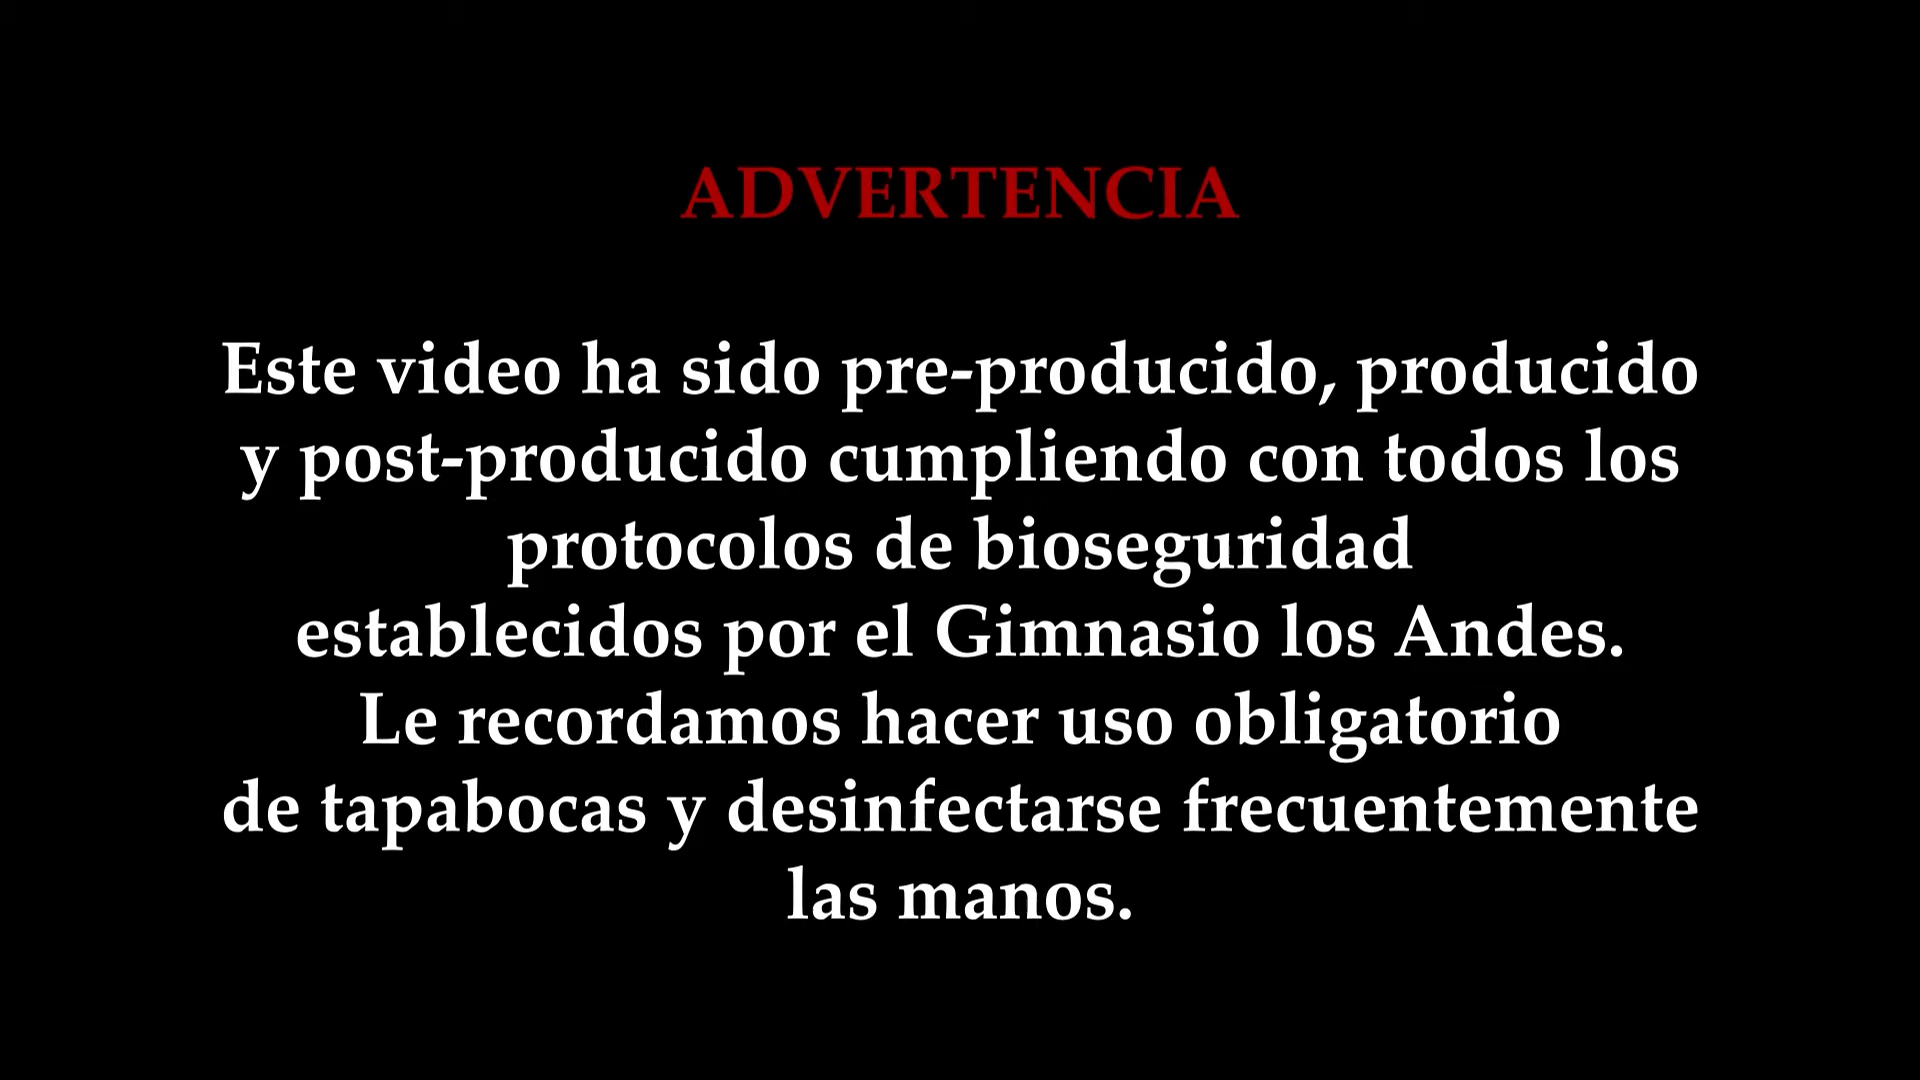 ADVERTENCIA
Este video ha sido pre-producido, producido
y post-producido cumpliendo con todos los
protocolos de bioseguridad
establecidos por el Gimnasio los Andes.
Le recordamos hacer uso obligatorio
de tapabocas y desinfectarse frecuentemente
las manos.